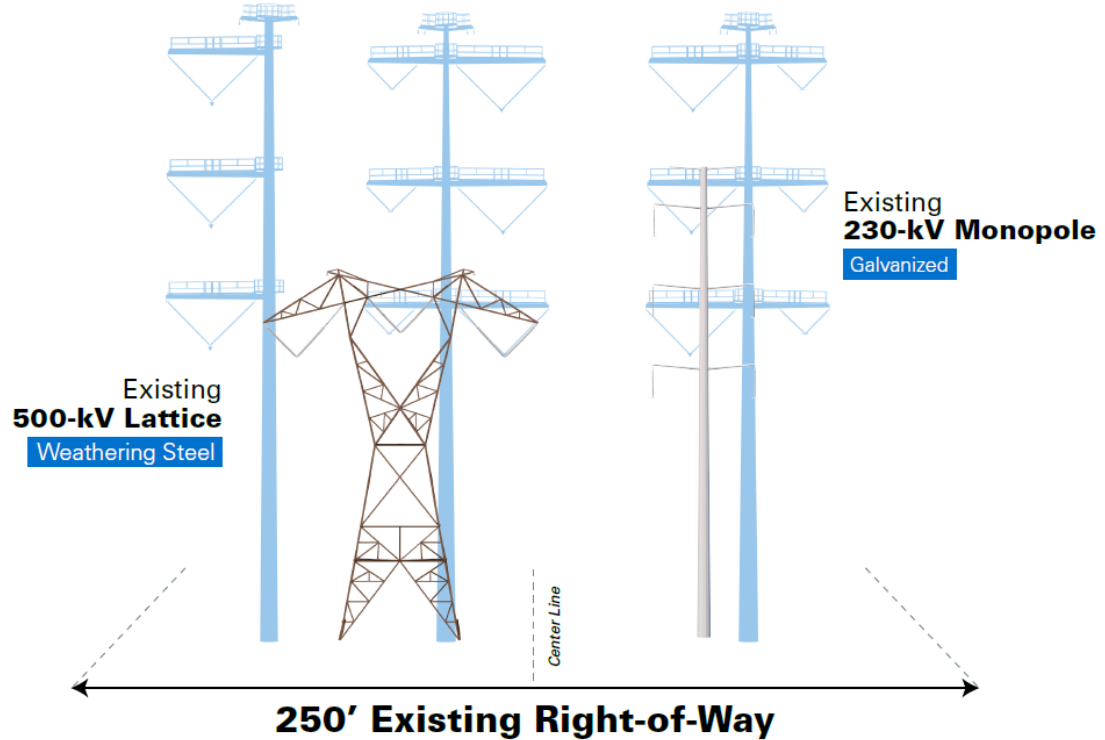 Existing
230-kV Monopole
Galvanized
Existing
500-kV Lattice
Weathering Steel
Center Line
250’ Existing Right-of-Way